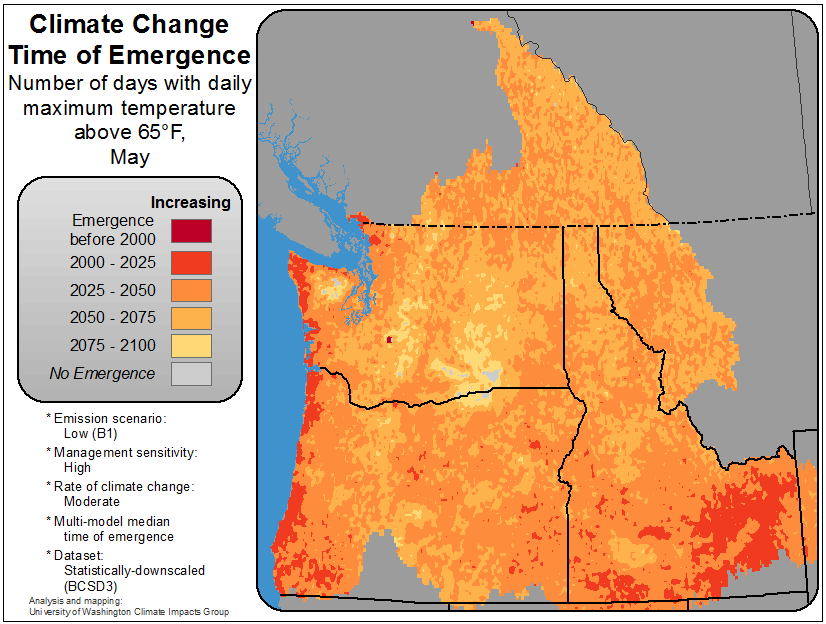 Climate Change
Time of Emergence
Number of days with daily
maximum temperature
above 65°F,
May
Increasing
Emergence
before 2000
2000 - 2025
2025 - 2050
2050 - 2075
2075 - 2100
No Emergence
* Emission scenario:
Low (B1)
* Management sensitivity:
High
* Rate of climate change:
Moderate
* Multi-model median
time of emergence
* Dataset:
Statistically-downscaled
(BCSD3)
Analysis and mapping:
University of Washington Climate Impacts Group